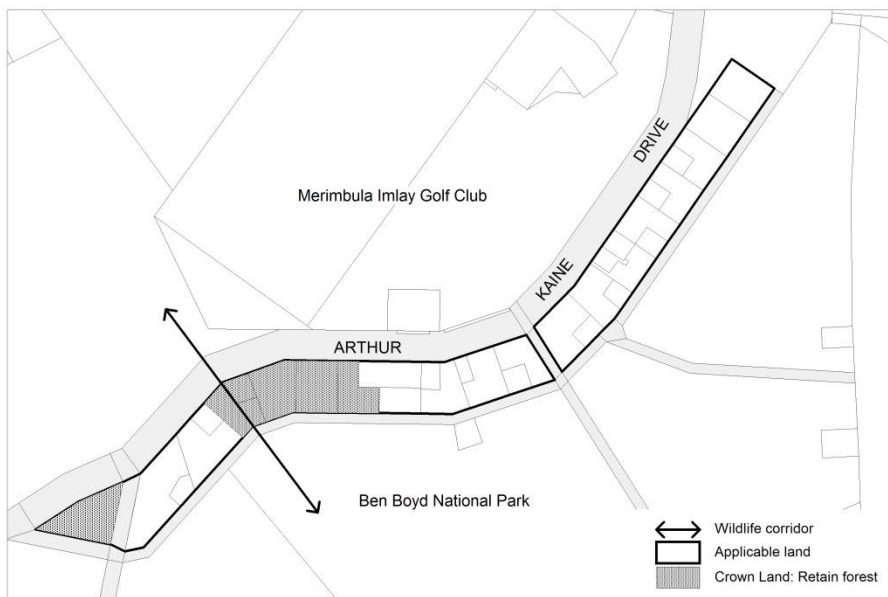 DRIVE
Merimbula Imlay Golf Club
KAINE
ARTHUR
Ben Boyd National Park
Wildlife corridor
Applicable land
Crown Land: Retain forest